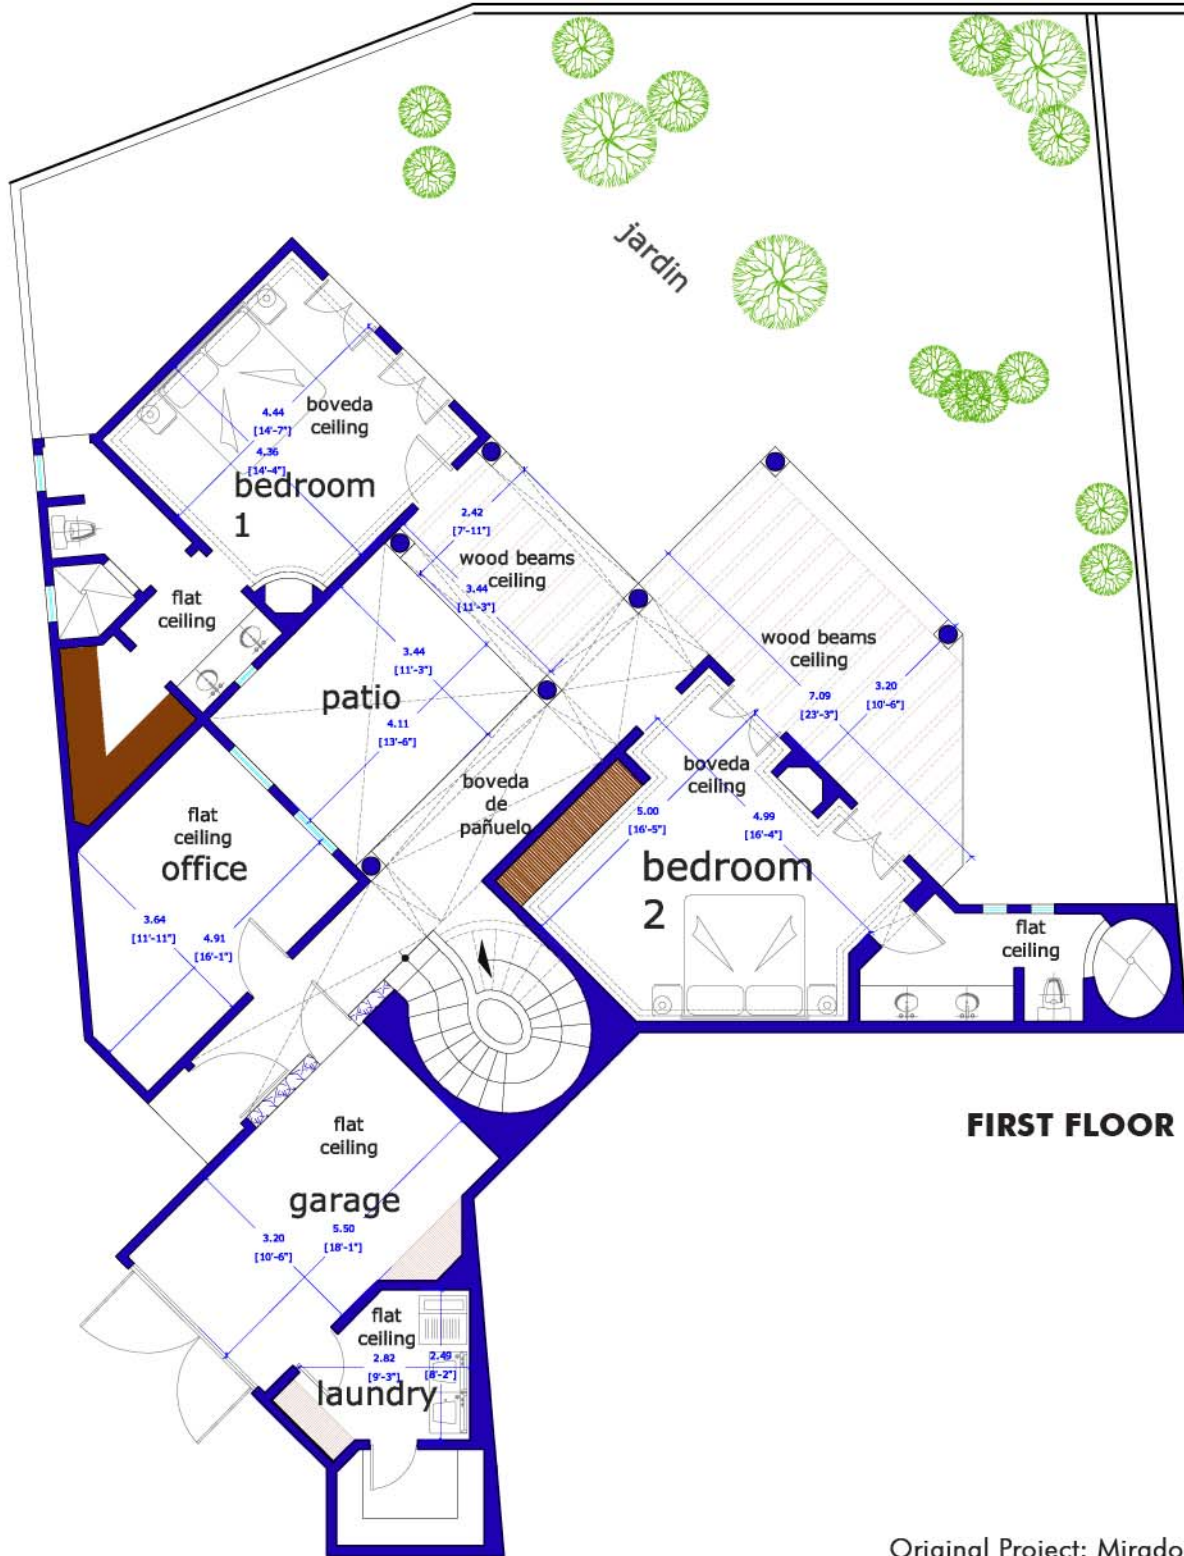 jardin
boveda
ceiling
4.44
[14'-7"]
4.36
[14'-4"]
bedroom
1
2.42
[7'-11"]
wood beams
ceiling
3.44
[11'-3"]
flat
ceiling
3.44
[11'-3"]
patio
4.11
[13'-6"]
wood beams
ceiling
7.09
[23'-3"]
3.20
[10'-6"]
boveda
de
pañuelo
boveda
ceiling
5.00
[16'-5"]
4.99
[16'-4"]
bedroom
2
flat
ceiling
office
3.64
[11'-11"]
4.91
[16'-1"]
flat
ceiling
FIRST FLOOR
flat
ceiling
garage
3.20
[10'-6"]
5.50
[18'-1"]
flat
ceiling
2.82
[9'-3"]
2.49
[8'-2"]
laundry
Original Project: Mirado